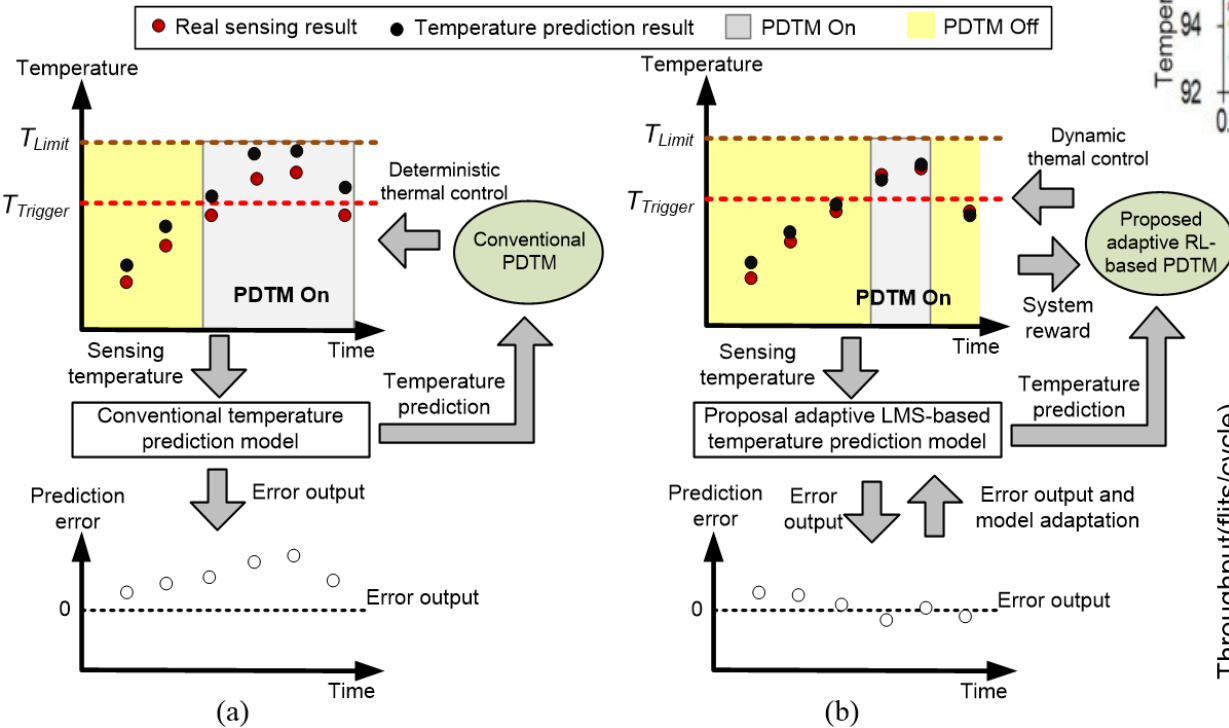 Real sensing result
Temperature prediction result
PDTM On
PDTM Off
Temperature
T_Limit
T_Trigger
PDTM On
Time
Deterministic
thermal control
Conventional
PDTM
Sensing
temperature
Temperature
prediction
Conventional temperature
prediction model
Prediction
error
Error output
0
Error output
Time
(a)
Temperature
T_Limit
T_Trigger
PDTM On
Time
Dynamic
themal control
Proposed
adaptive RL-
based PDTM
System
reward
Sensing
temperature
Temperature
prediction
Proposal adaptive LMS-based
temperature prediction model
Prediction
error
Error
output
Error output and
model adaptation
0
Error output
Time
(b)
94
92
Throughput(flits/cycle)